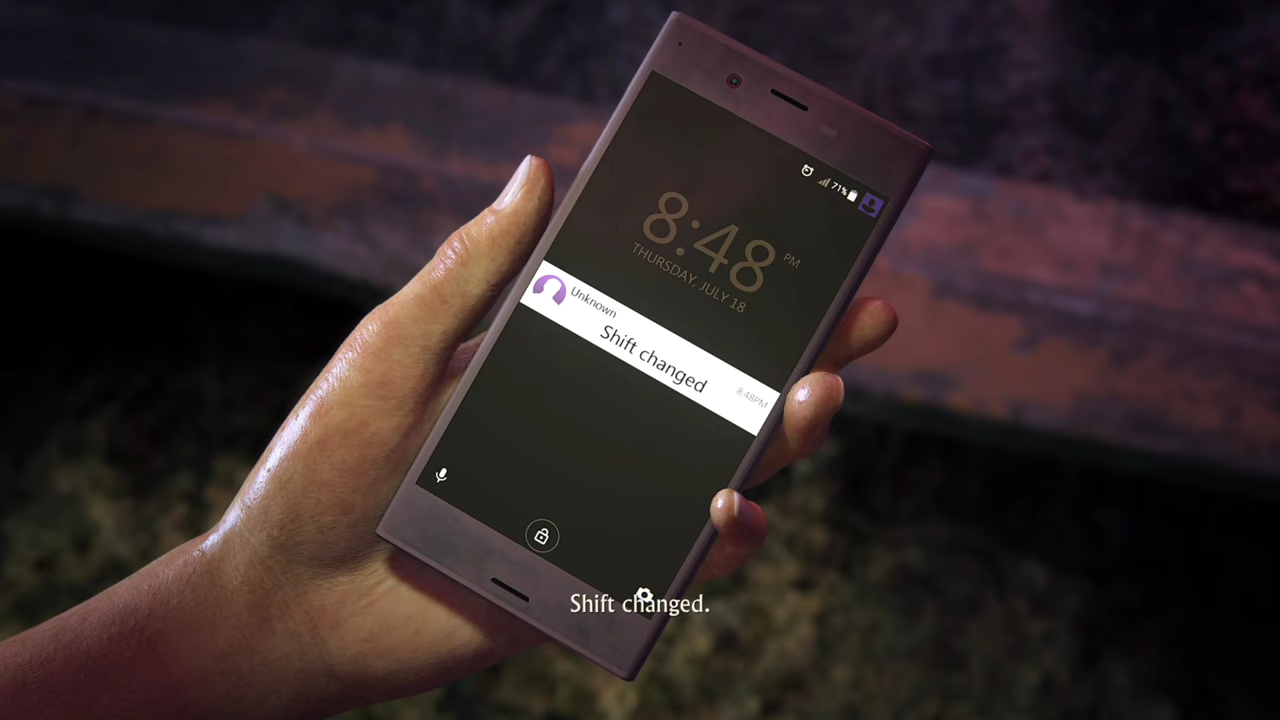 71%
8:48 PM
THURSDAY, JULY 18
Unknown
Shift changed
8:48PM
Shift changed.